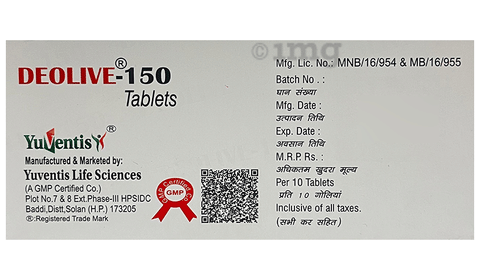 DEOLIVE®-150
Tablets
YuVentis®
Manufactured & Marketed by:
Yuventis Life Sciences
(A GMP Certified Co.)
Plot No.7 & 8 Ext.Phase-III HPSIDC
Baddi,Distt,Solan (H.P.) 173205
®-:Registered Trade Mark
GMP Certified Co.
GMP
1mg
Mfg. Lic. No.: MNB/16/954 & MB/16/955
Batch No. :
घान संख्या
Mfg. Date :
उत्पादन तिथि
Exp. Date :
अवसान तिथि
M.R.P. Rs. :
अधिकतम खुदरा मूल्य
Per 10 Tablets
प्रति 10 गोलियां
Inclusive of all taxes.
(सभी कर सहित)